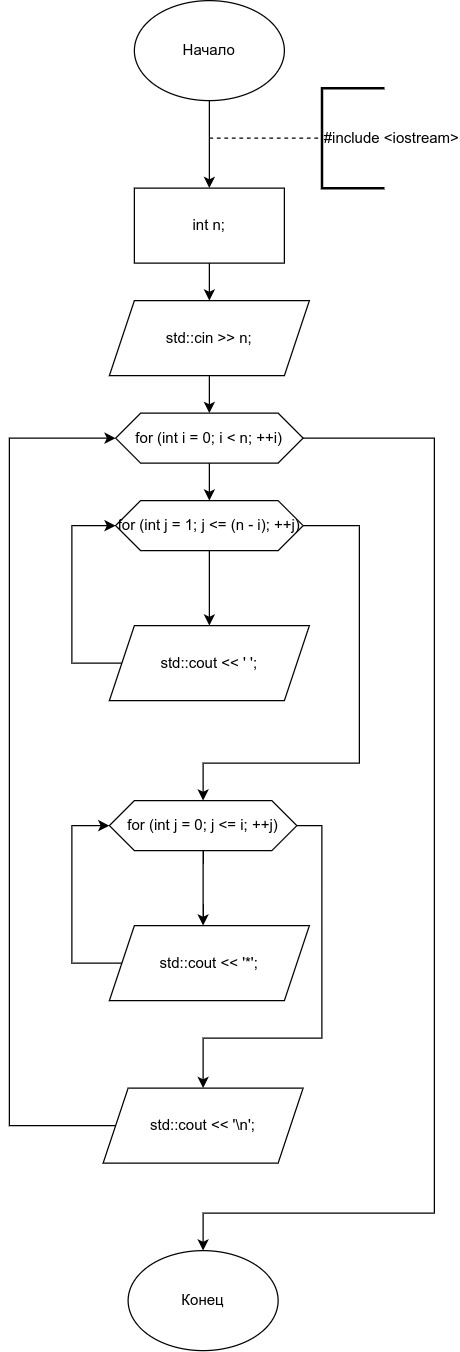 Начало
#include <iostream>
int n;
std::cin >> n;
for (int i = 0; i < n; ++i)
for (int j = 1; j <= (n - i); ++j)
std::cout << ' ';
for (int j = 0; j <= i; ++j)
std::cout << '*';
std::cout << '\n';
Конец